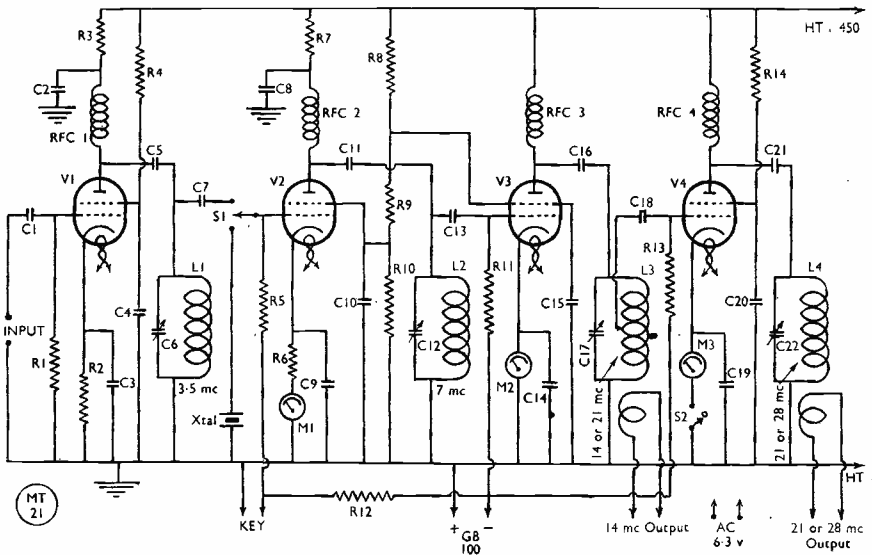 R3
R7
HT. 450
R4
R8
R14
C2
C8
RFC 1
RFC 2
RFC 3
RFC 4
C5
C11
C16
C21
V1
C7
V2
V3
V4
C18
S1
R9
C1
C13
R13
L1
L2
R11
L3
L4
R5
R10
C4
C10
C15
C20
INPUT
C6
C12
C17
C22
R1
R2
C3
R6
C9
M2
M3
C19
3.5 mc
7 mc
C14
14 or 21 mc
S2
21 or 28 mc
Xtal
M1
HT
MT
21
R12
KEY
+
GB
100
-
14 mc Output
AC
6·3 v
21 or 28 mc
Output